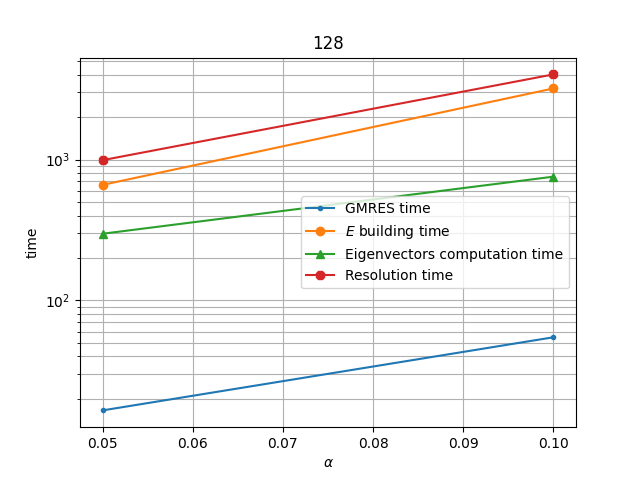 128
time
10³
10²
GMRES time
E building time
Eigenvectors computation time
Resolution time
0.05 0.06 0.07 0.08 0.09 0.10
α